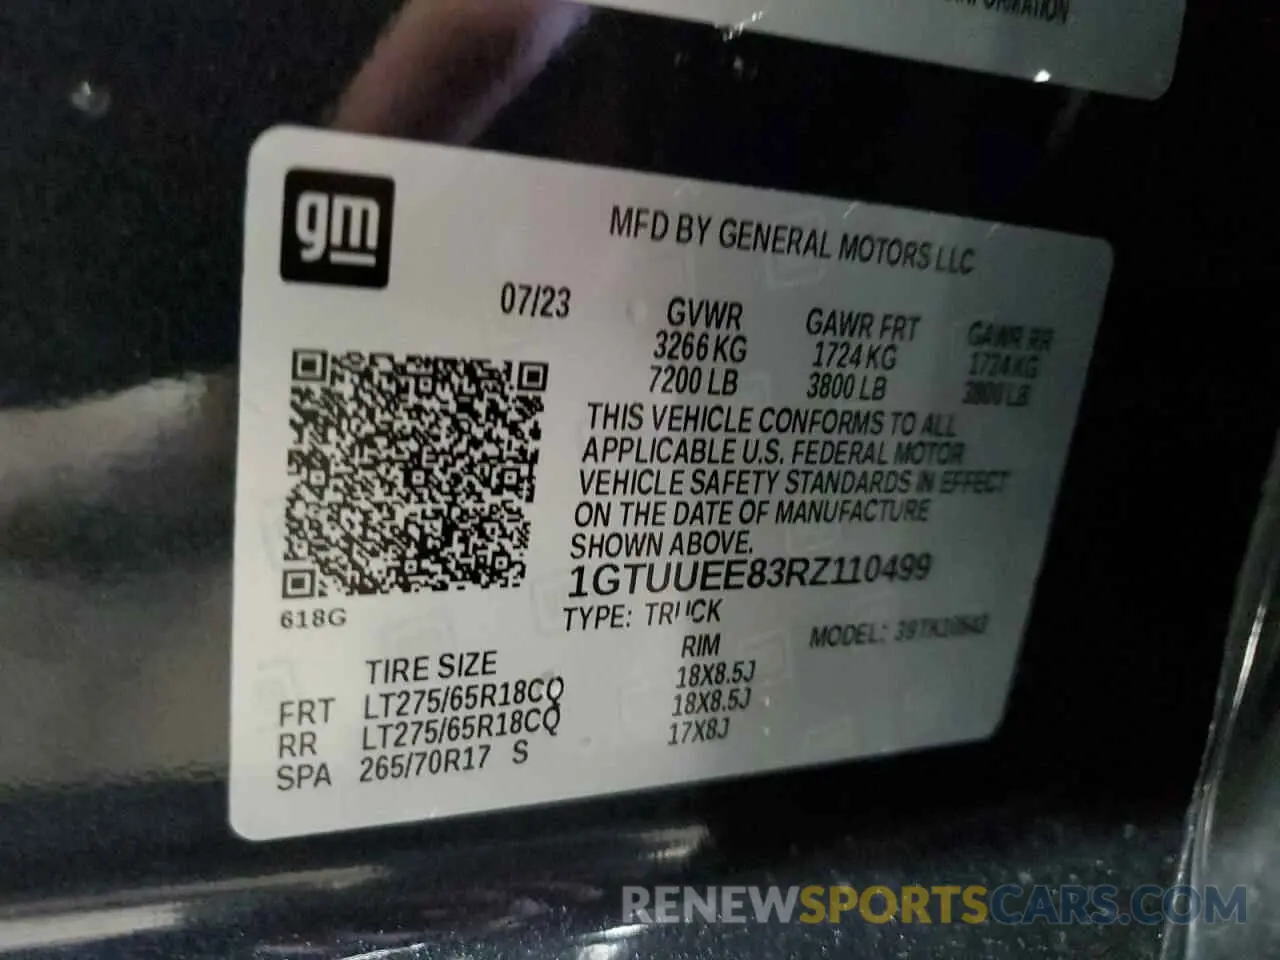 INFORMATION
gm
MFD BY GENERAL MOTORS LLC
07/23
GVWR GAWR FRT GAWR RR
3266 KG 1724 KG 1724 KG
7200 LB 3800 LB 3800 LB
THIS VEHICLE CONFORMS TO ALL
APPLICABLE U.S. FEDERAL MOTOR
VEHICLE SAFETY STANDARDS IN EFFECT
ON THE DATE OF MANUFACTURE
SHOWN ABOVE.
1GTUUEE83RZ110499
618G
TYPE: TRUCK
MODEL:
TIRE SIZE RIM
FRT LT275/65R18CQ 18X8.5J
RR LT275/65R18CQ 18X8.5J
SPA 265/70R17 S 17X8J
RENEWSPORTSCARS.COM